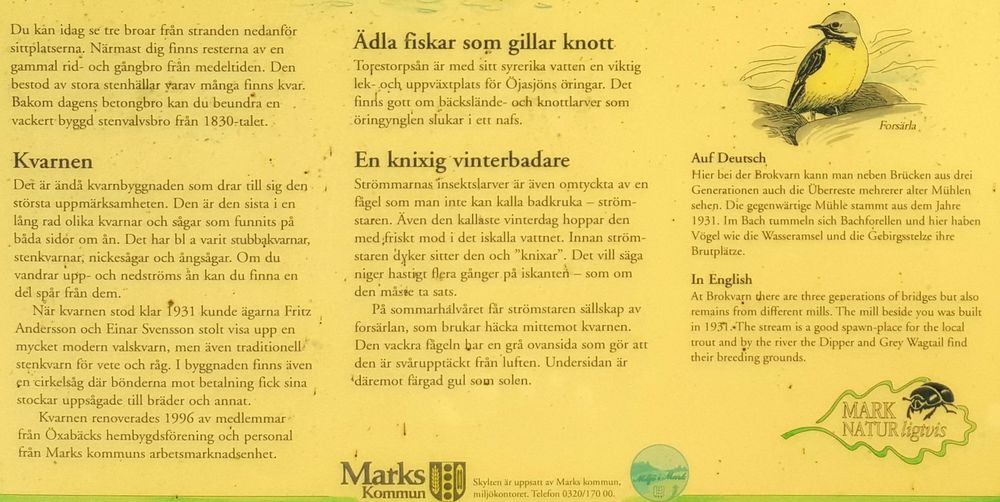 Du kan idag se tre broar från stranden nedanför
sittplatserna. Närmast dig finns resterna av en
gammal rid- och gångbro från medeltiden. Den
bestod av stora stenhällar varav många finns kvar.
Bakom dagens betongbro kan du beundra en
vackert byggd stenvalvsbro från 1830-talet.
Kvarnen
Det är ändå kvarnbyggnaden som drar till sig den
största uppmärksamheten. Den är den sista i en
lång rad olika kvarnar och sågar som funnits på
båda sidor om ån. Det har bl a varit stubbakvarnar,
stenkvarnar, nickesågar och ångsågar. Om du
vandrar upp- och nedströms ån kan du finna en
del spår från dem.
När kvarnen stod klar 1931 kunde ägarna Fritz
Andersson och Einar Svensson stolt visa upp en
mycket modern valskvarn, men även traditionell
stenkvarn för vete och råg. I byggnaden finns även
en cirkelsåg där bönderna mot betalning fick sina
stockar uppsågade till bräder och annat.
Kvarnen renoverades 1996 av medlemmar
från Öxabäcks hembygdsförening och personal
från Marks kommuns arbetsmarknadsenhet.
Ädla fiskar som gillar knott
Torestorpsån är med sitt syrerika vatten en viktig
lek- och uppväxtplats för Öjasjöns öringar. Det
finns gott om bäckslände- och knottlarver som
öringynglen slukar i ett nafs.
En knixig vinterbadare
Strömmarnas insektslarver är även omtyckta av en
fågel som man inte kan kalla badkruka – ström-
staren. Även den kallaste vinterdag hoppar den
med friskt mod i det iskalla vattnet. Innan ström-
staren dyker sitter den och "knixar". Det vill säga
niger hastigt flera gånger på iskanten – som om
den måste ta sats.
På sommarhalvåret får strömstaren sällskap av
forsärlan, som brukar häcka mittemot kvarnen.
Den vackra fågeln har en grå ovansida som gör att
den är svårupptäckt från luften. Undersidan är
däremot färgad gul som solen.
Forsärla
Auf Deutsch
Hier bei der Brokvarn kann man neben Brücken aus drei
Generationen auch die Überreste mehrerer alter Mühlen
sehen. Die gegenwärtige Mühle stammt aus dem Jahre
1931. Im Bach tummeln sich Bachforellen und hier haben
Vögel wie die Wasseramsel und die Gebirgsstelze ihre
Brutplätze.
In English
At Brokvarn there are three generations of bridges but also
remains from different mills. The mill beside you was built
in 1931. The stream is a good spawn-place for the local
trout and by the river the Dipper and Grey Wagtail find
their breeding grounds.
MARK
NATURligtvis
Marks
Kommun
Skylten är uppsatt av Marks kommun,
miljökontoret. Telefon 0320/170 00.
Miljö i Mark